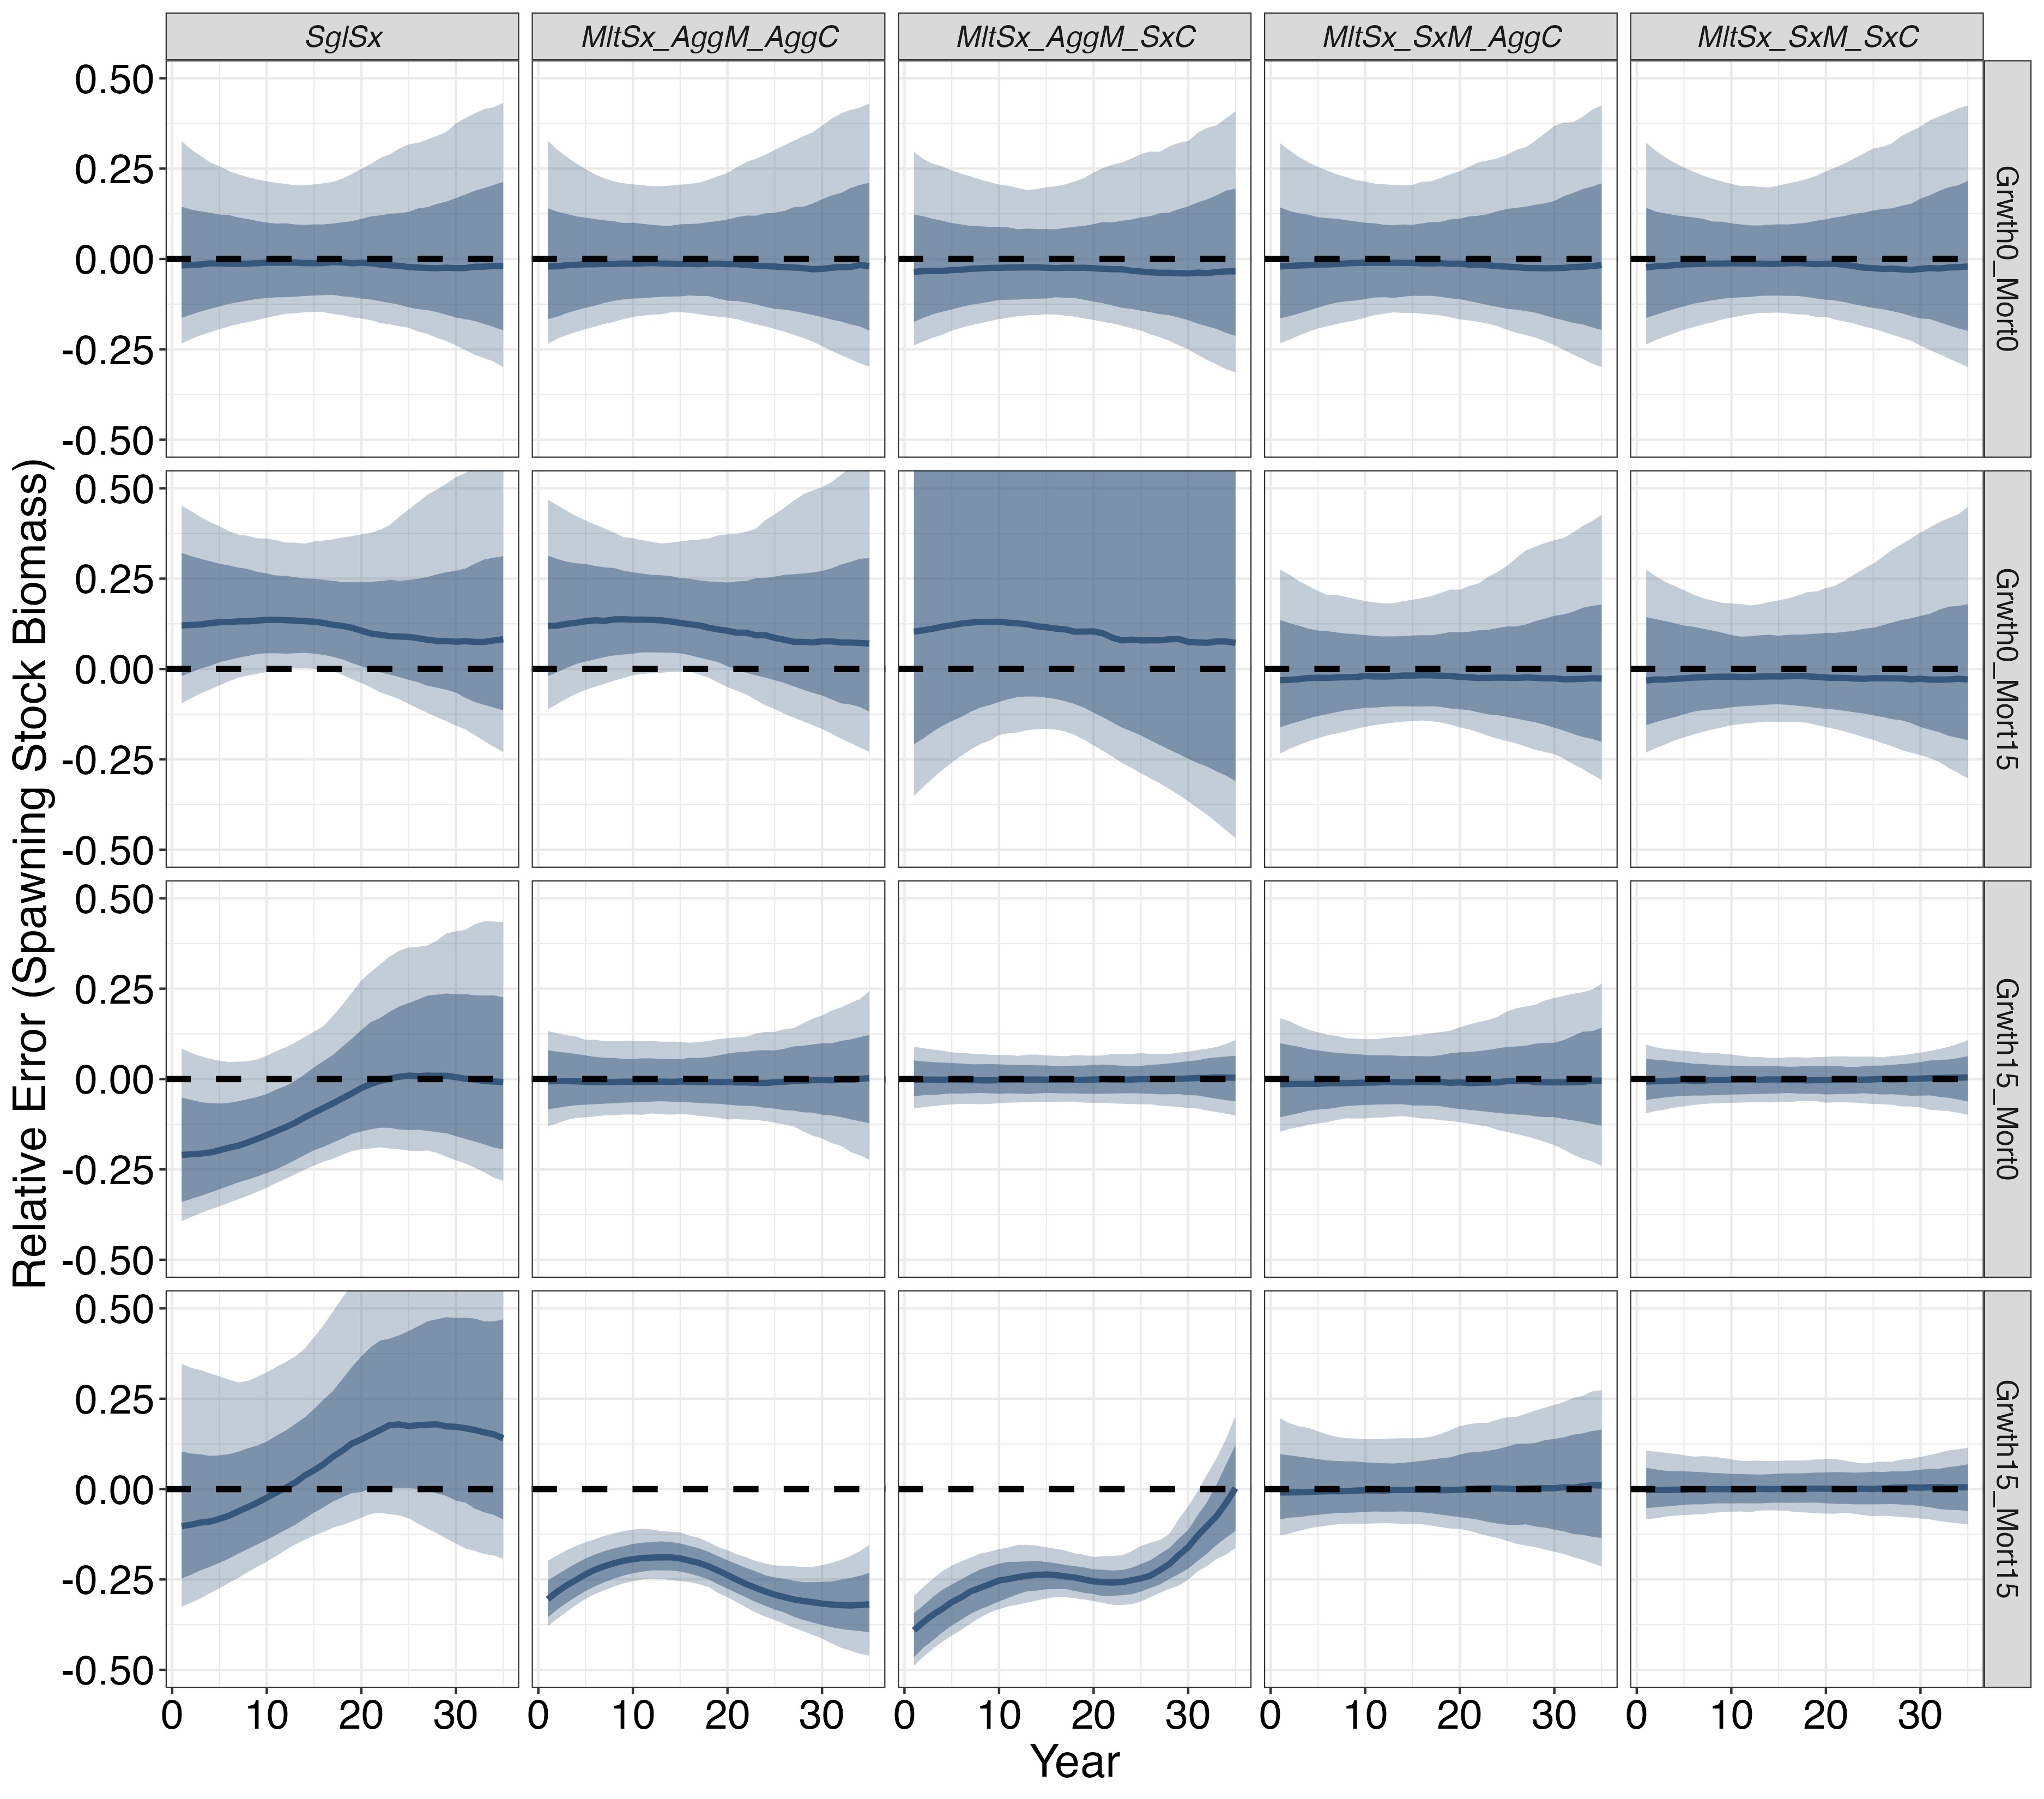 SglSx
MltSx_AggM_AggC
MltSx_AggM_SxC
MltSx_SxM_AggC
MltSx_SxM_SxC
Relative Error (Spawning Stock Biomass)
0.50
0.25
0.00
-0.25
-0.50
Grwth0_Mort0
0.50
0.25
0.00
-0.25
-0.50
Grwth0_Mort15
0.50
0.25
0.00
-0.25
-0.50
Grwth15_Mort0
0.50
0.25
0.00
-0.25
-0.50
Grwth15_Mort15
0 10 20 30
0 10 20 30
0 10 20 30
0 10 20 30
0 10 20 30
Year